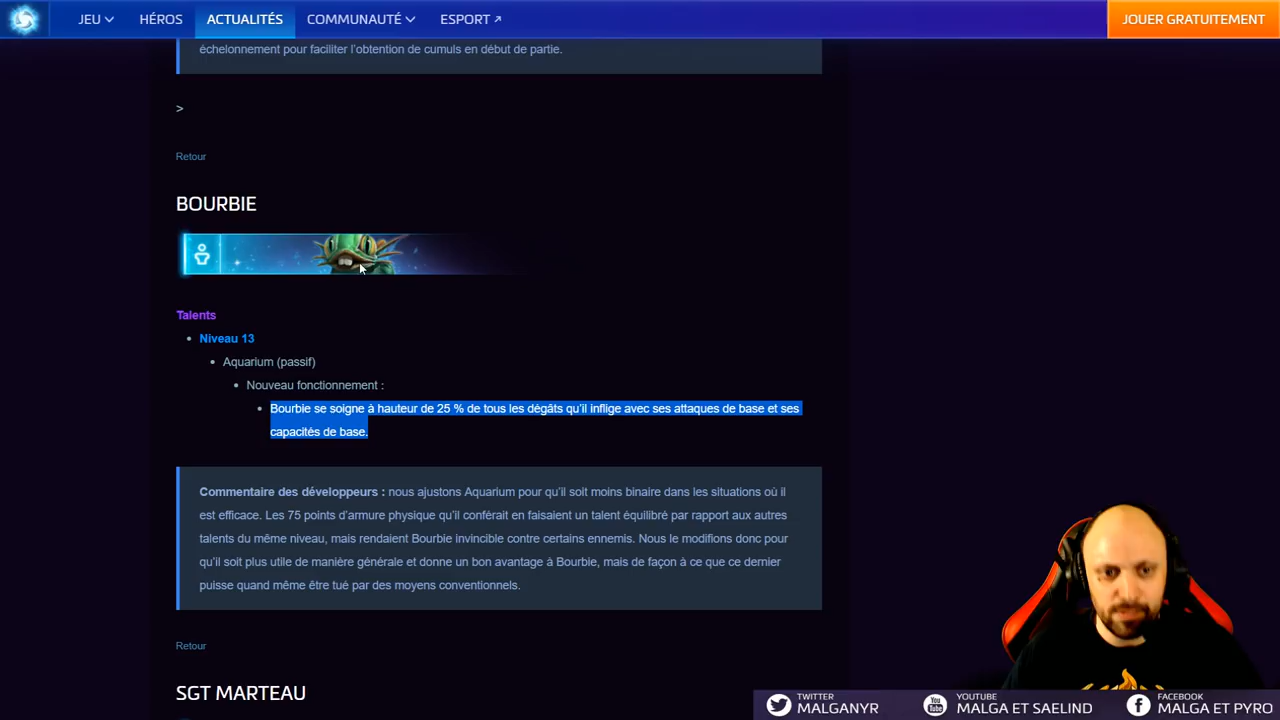 JEU HÉROS ACTUALITÉS COMMUNAUTÉ ESPORT JOUER GRATUITEMENT
échelonnement pour faciliter l'obtention de cumuls en début de partie.
>
Retour
BOURBIE
Talents
• Niveau 13
• Aquarium (passif)
• Nouveau fonctionnement :
• Bourbie se soigne à hauteur de 25 % de tous les dégâts qu'il inflige avec ses attaques de base et ses
capacités de base.
Commentaire des développeurs : nous ajustons Aquarium pour qu'il soit moins binaire dans les situations où il
est efficace. Les 75 points d'armure physique qu'il conférait en faisaient un talent équilibré par rapport aux autres
talents du même niveau, mais rendaient Bourbie invincible contre certains ennemis. Nous le modifions donc pour
qu'il soit plus utile de manière générale et donne un bon avantage à Bourbie, mais de façon à ce que ce dernier
puisse quand même être tué par des moyens conventionnels.
Retour
SGT MARTEAU
TWITTER
MALGANYR
YOUTUBE
MALGA ET SAELIND
FACEBOOK
MALGA ET PYRO